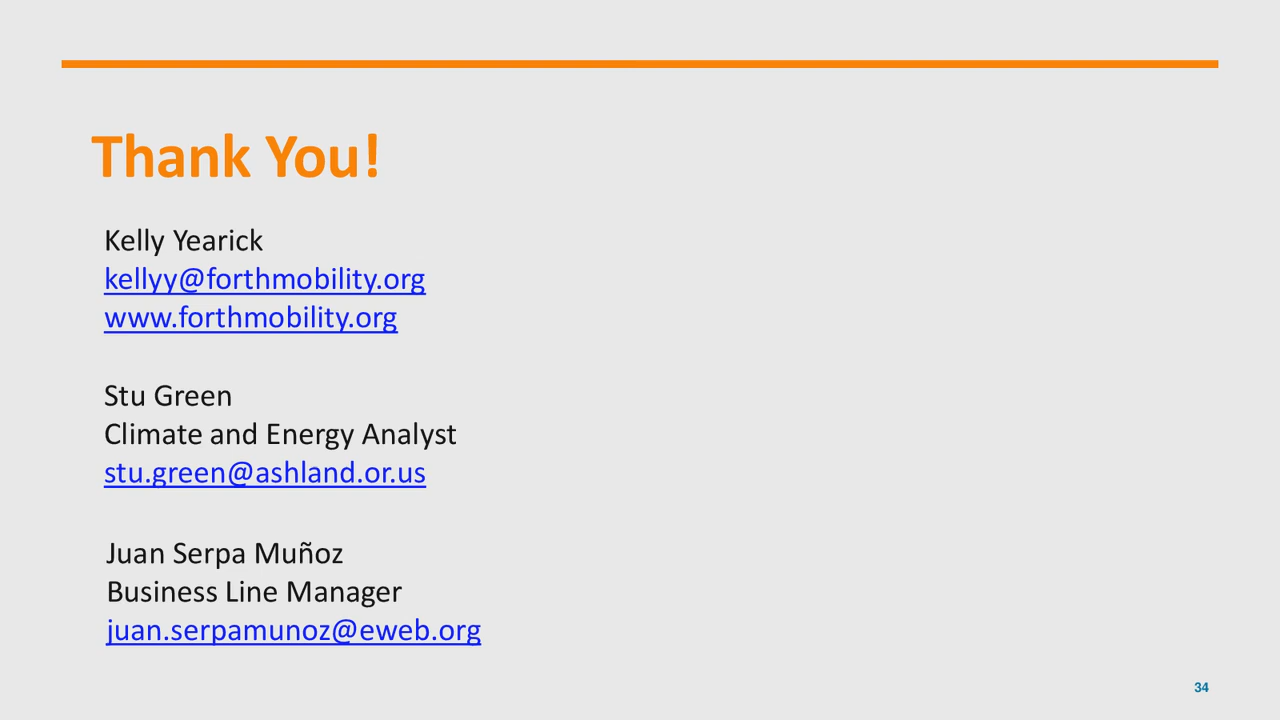 Thank You!
Kelly Yearick
kellyy@forthmobility.org
www.forthmobility.org
Stu Green
Climate and Energy Analyst
stu.green@ashland.or.us
Juan Serpa Muñoz
Business Line Manager
juan.serpamunoz@eweb.org
34